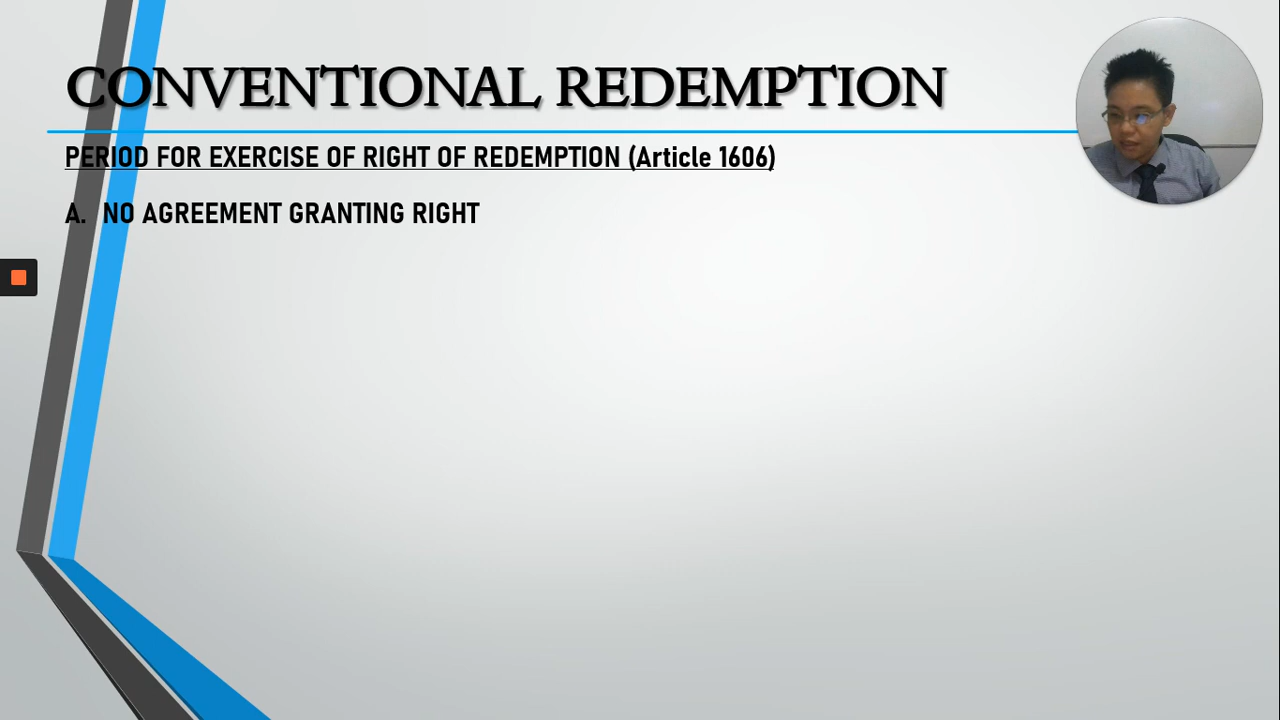 CONVENTIONAL REDEMPTION
PERIOD FOR EXERCISE OF RIGHT OF REDEMPTION (Article 1606)
A. NO AGREEMENT GRANTING RIGHT